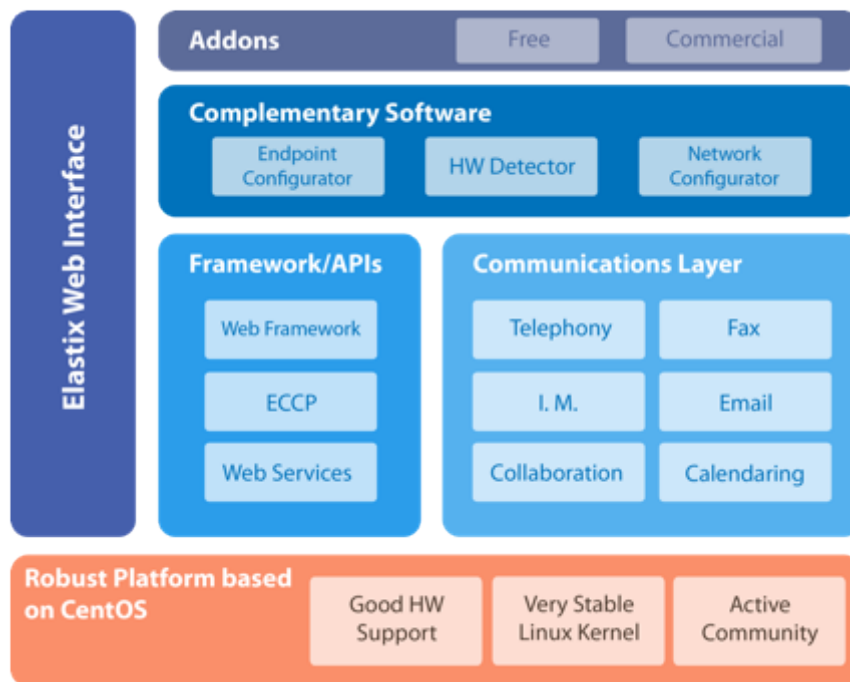 Elastix Web Interface
Addons
Free
Commercial
Complementary Software
Endpoint
Configurator
HW Detector
Network
Configurator
Framework/APIs
Web Framework
ECCP
Web Services
Communications Layer
Telephony
Fax
I. M.
Email
Collaboration
Calendaring
Robust Platform based
on CentOS
Good HW
Support
Very Stable
Linux Kernel
Active
Community